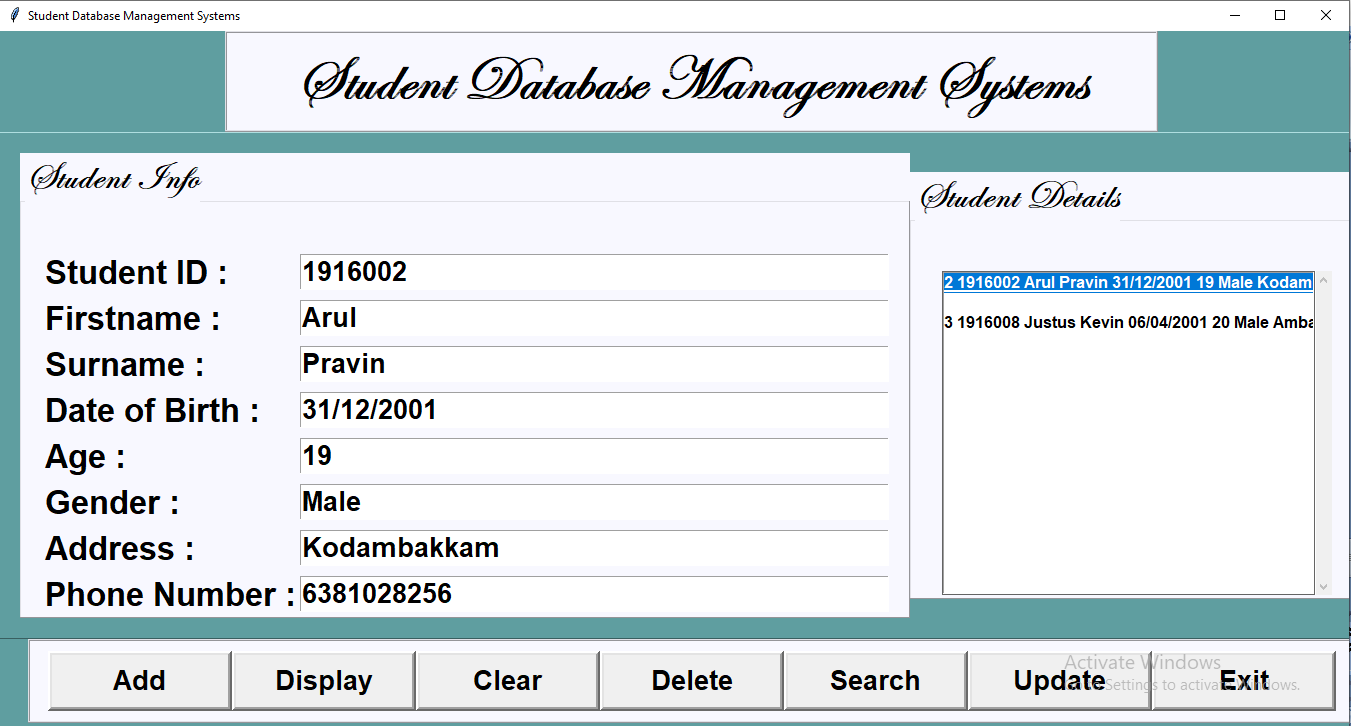 Student Database Management Systems
Student Database Management Systems
Student Info
Student ID : 1916002
Firstname : Arul
Surname : Pravin
Date of Birth : 31/12/2001
Age : 19
Gender : Male
Address : Kodambakkam
Phone Number : 6381028256
Student Details
2 1916002 Arul Pravin 31/12/2001 19 Male Kodam
3 1916008 Justus Kevin 06/04/2001 20 Male Amba
Add Display Clear Delete Search Update Exit
Activate Windows
to Settings to activate Windows.